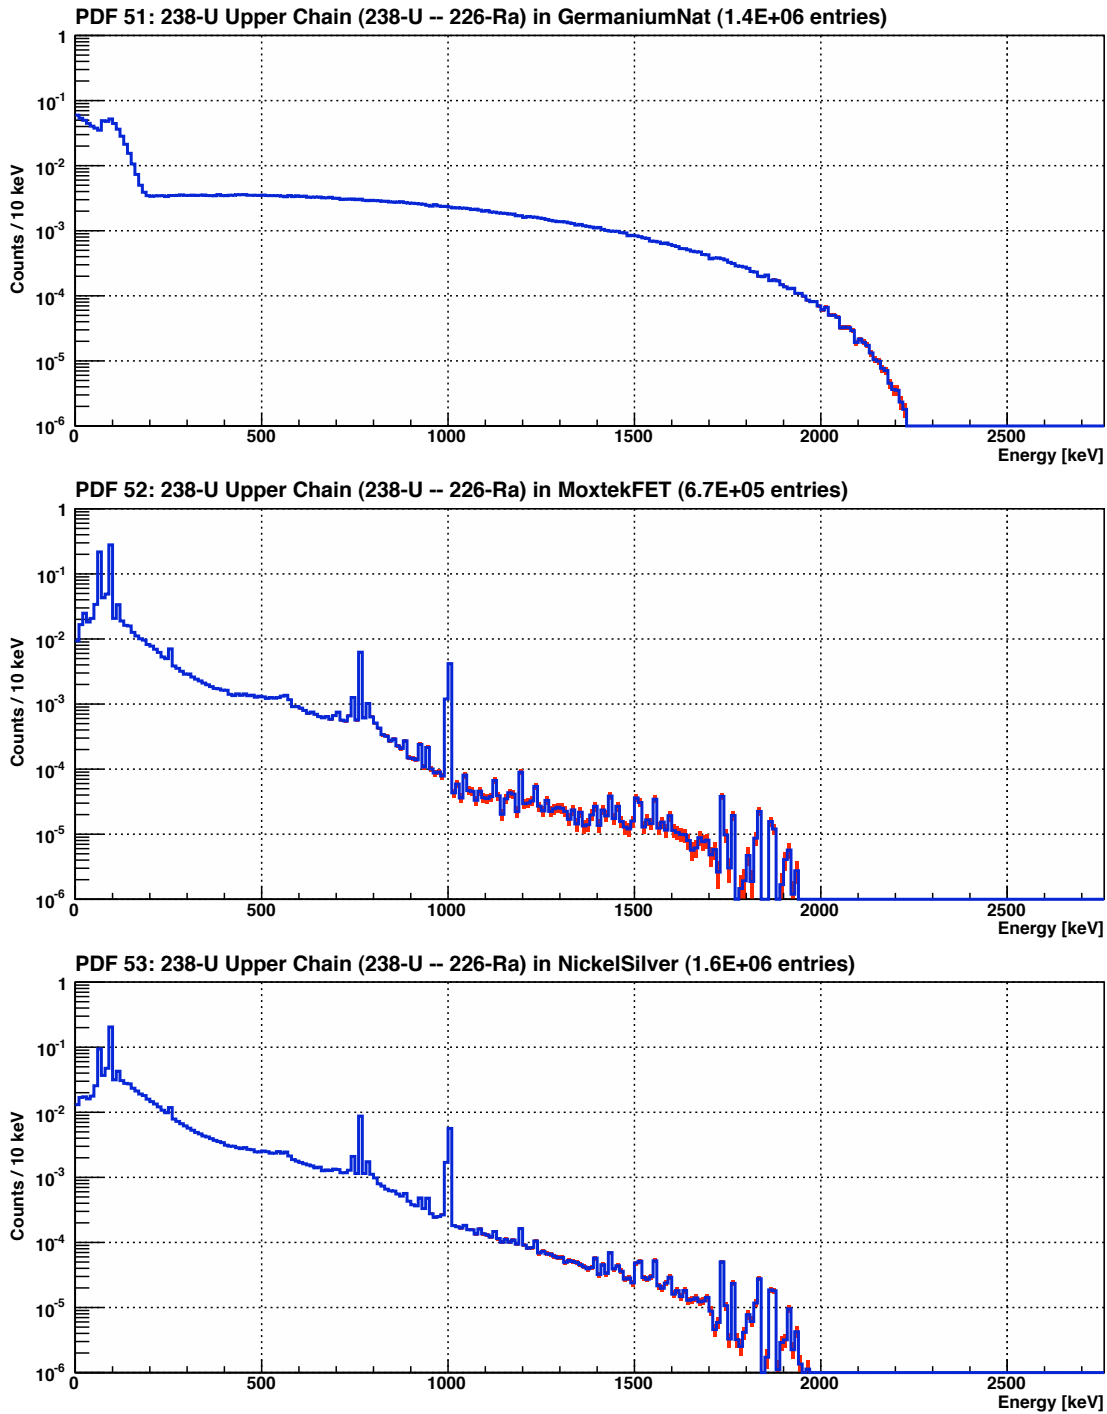 PDF 51: 238-U Upper Chain (238-U -- 226-Ra) in GermaniumNat (1.4E+06 entries)
Counts / 10 keV
1
10-1
10-2
10-3
10-4
10-5
10-6
0 500 1000 1500 2000 2500
Energy [keV]
PDF 52: 238-U Upper Chain (238-U -- 226-Ra) in MoxtekFET (6.7E+05 entries)
Counts / 10 keV
1
10-1
10-2
10-3
10-4
10-5
10-6
0 500 1000 1500 2000 2500
Energy [keV]
PDF 53: 238-U Upper Chain (238-U -- 226-Ra) in NickelSilver (1.6E+06 entries)
Counts / 10 keV
1
10-1
10-2
10-3
10-4
10-5
10-6
0 500 1000 1500 2000 2500
Energy [keV]